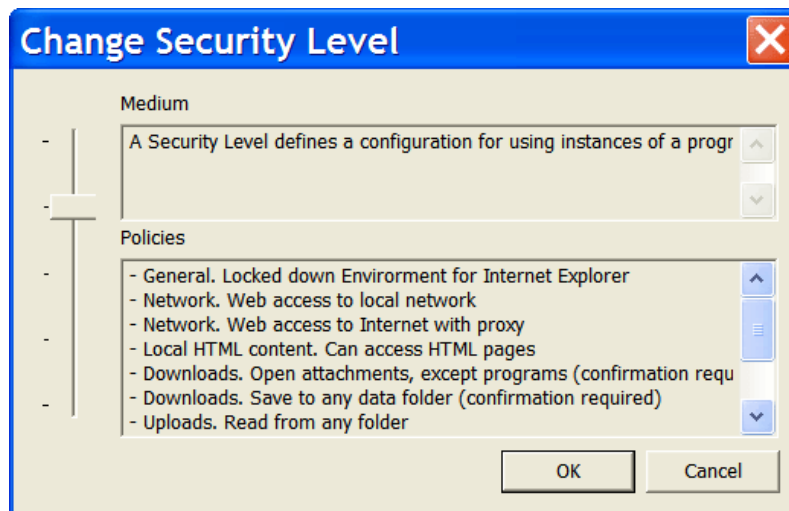 Change Security Level
Medium
A Security Level defines a configuration for using instances of a progr
Policies
- General. Locked down Envirorment for Internet Explorer
- Network. Web access to local network
- Network. Web access to Internet with proxy
- Local HTML content. Can access HTML pages
- Downloads. Open attachments, except programs (confirmation requ
- Downloads. Save to any data folder (confirmation required)
- Uploads. Read from any folder
OK Cancel